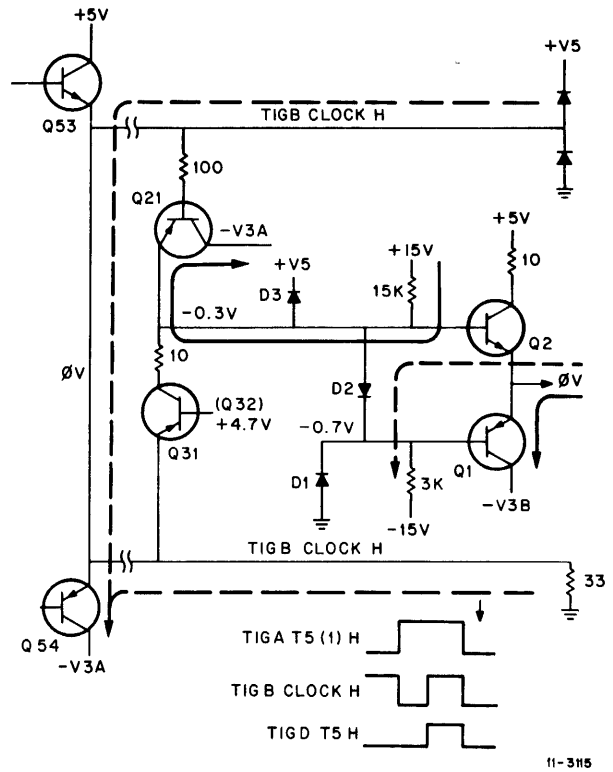 +5V
+V5
Q53
TIGB CLOCK H
100
Q21
-V3A
+5V
+15V
+V5
10
15K
D3
-0.3V
Q2
10
ØV
(Q32)
+4.7V
D2
ØV
-0.7V
Q31
Q1
D1
3K
-V3B
-15V
TIGB CLOCK H
33
Q54
-V3A
TIGA T5(1) H
TIGB CLOCK H
TIGD T5 H
11-3115